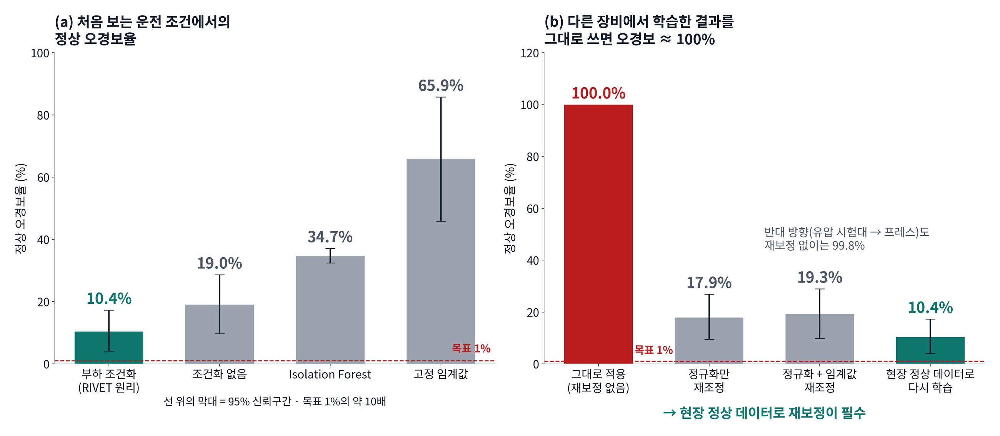 (a) 처음 보는 운전 조건에서의
정상 오경보율
정상 오경보율 (%)
100
80
60
40
20
0
10.4%
19.0%
34.7%
65.9%
목표 1%
부하 조건화
(RIVET 원리)
조건화 없음
Isolation Forest
고정 임계값
선 위의 막대 = 95% 신뢰구간 · 목표 1%의 약 10배
(b) 다른 장비에서 학습한 결과를
그대로 쓰면 오경보 ≈ 100%
정상 오경보율 (%)
120
100
80
60
40
20
0
100.0%
17.9%
19.3%
10.4%
반대 방향(유압 시험대 → 프레스)도
재보정 없이는 99.8%
목표 1%
그대로 적용
(재보정 없음)
정규화만
재조정
정규화 + 임계값
재조정
현장 정상 데이터로
다시 학습
→ 현장 정상 데이터로 재보정이 필수